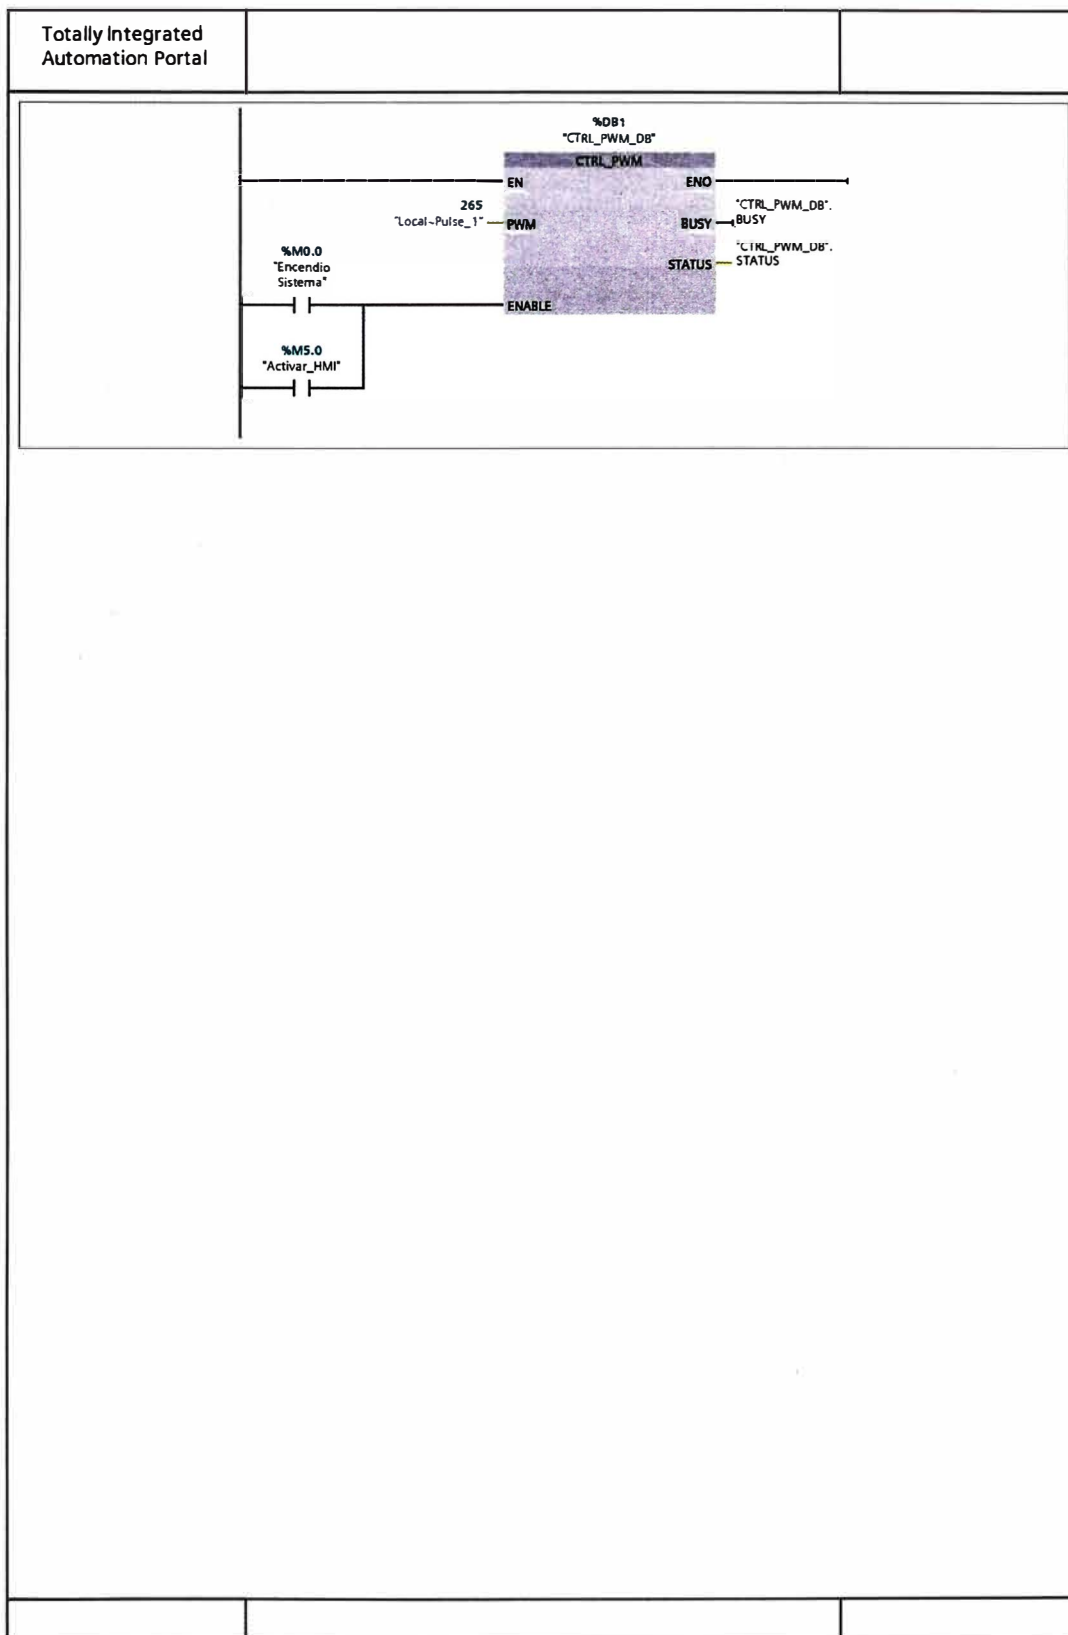 Totally Integrated
Automation Portal
%DB1
"CTRL_PWM_DB"
CTRL_PWM
EN
ENO
265
"Local~Pulse_1"
PWM
BUSY
"CTRL_PWM_DB".
BUSY
STATUS
"CTRL_PWM_DB".
STATUS
%M0.0
"Encendio
Sistema"
ENABLE
%M5.0
"Activar_HMI"